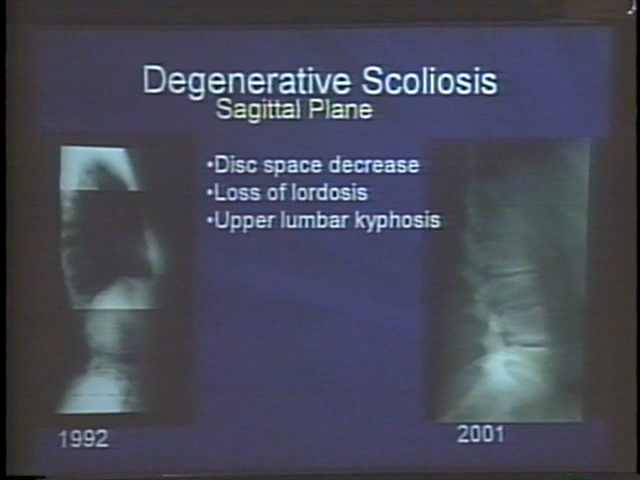 Degenerative Scoliosis
Sagittal Plane
•Disc space decrease
•Loss of lordosis
•Upper lumbar kyphosis
1992
2001